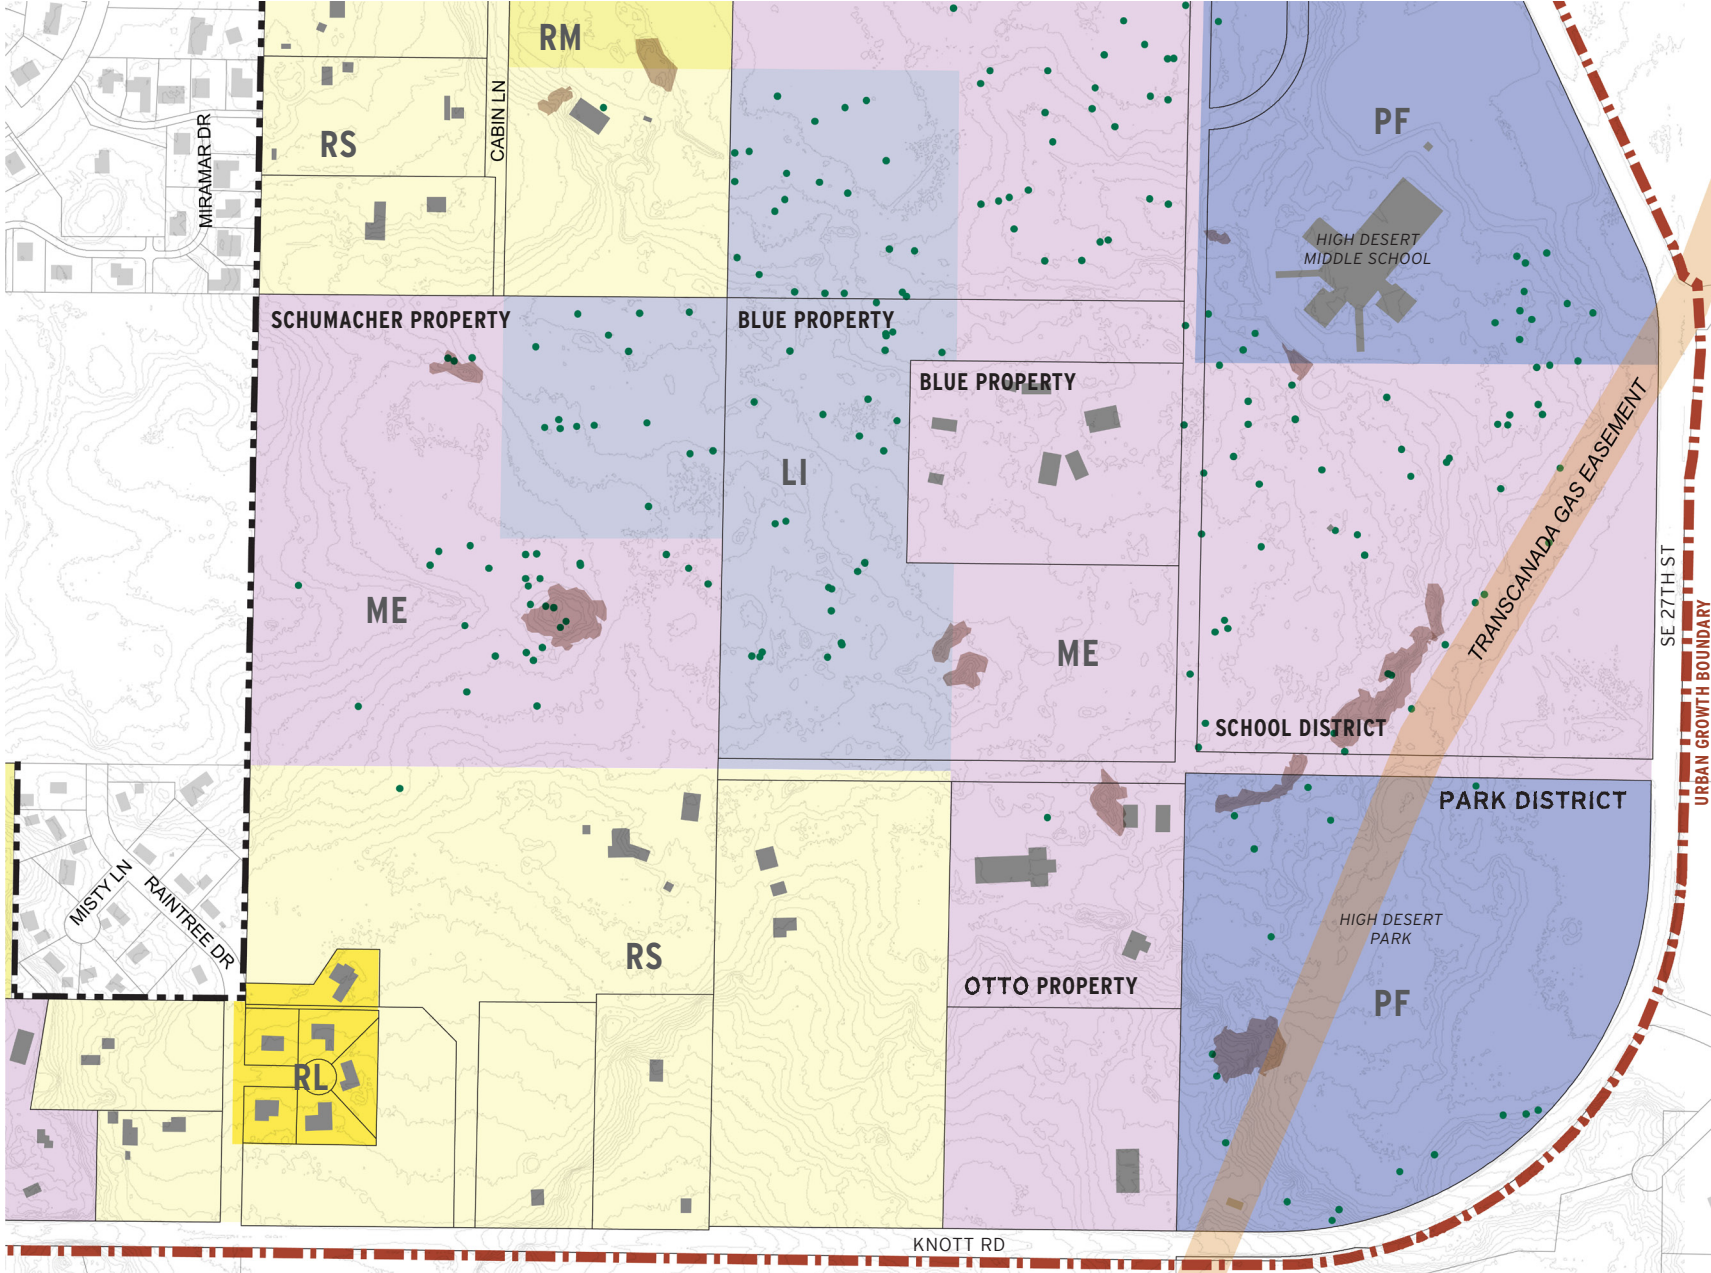 RM
PF
CABIN LN
RS
MIRAMAR DR
HIGH DESERT
MIDDLE SCHOOL
SCHUMACHER PROPERTY
BLUE PROPERTY
BLUE PROPERTY
LI
TRANSCANADA GAS EASEMENT
SE 27TH ST
ME
ME
URBAN GROWTH BOUNDARY
SCHOOL DISTRICT
PARK DISTRICT
MISTY LN
RAINTREE DR
HIGH DESERT
PARK
RS
OTTO PROPERTY
PF
RL
KNOTT RD